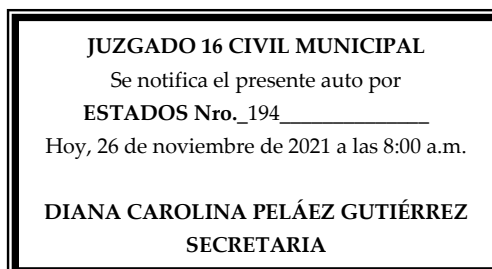 JUZGADO 16 CIVIL MUNICIPAL
Se notifica el presente auto por
ESTADOS Nro._194______________
Hoy, 26 de noviembre de 2021 a las 8:00 a.m.
DIANA CAROLINA PELÁEZ GUTIÉRREZ
SECRETARIA